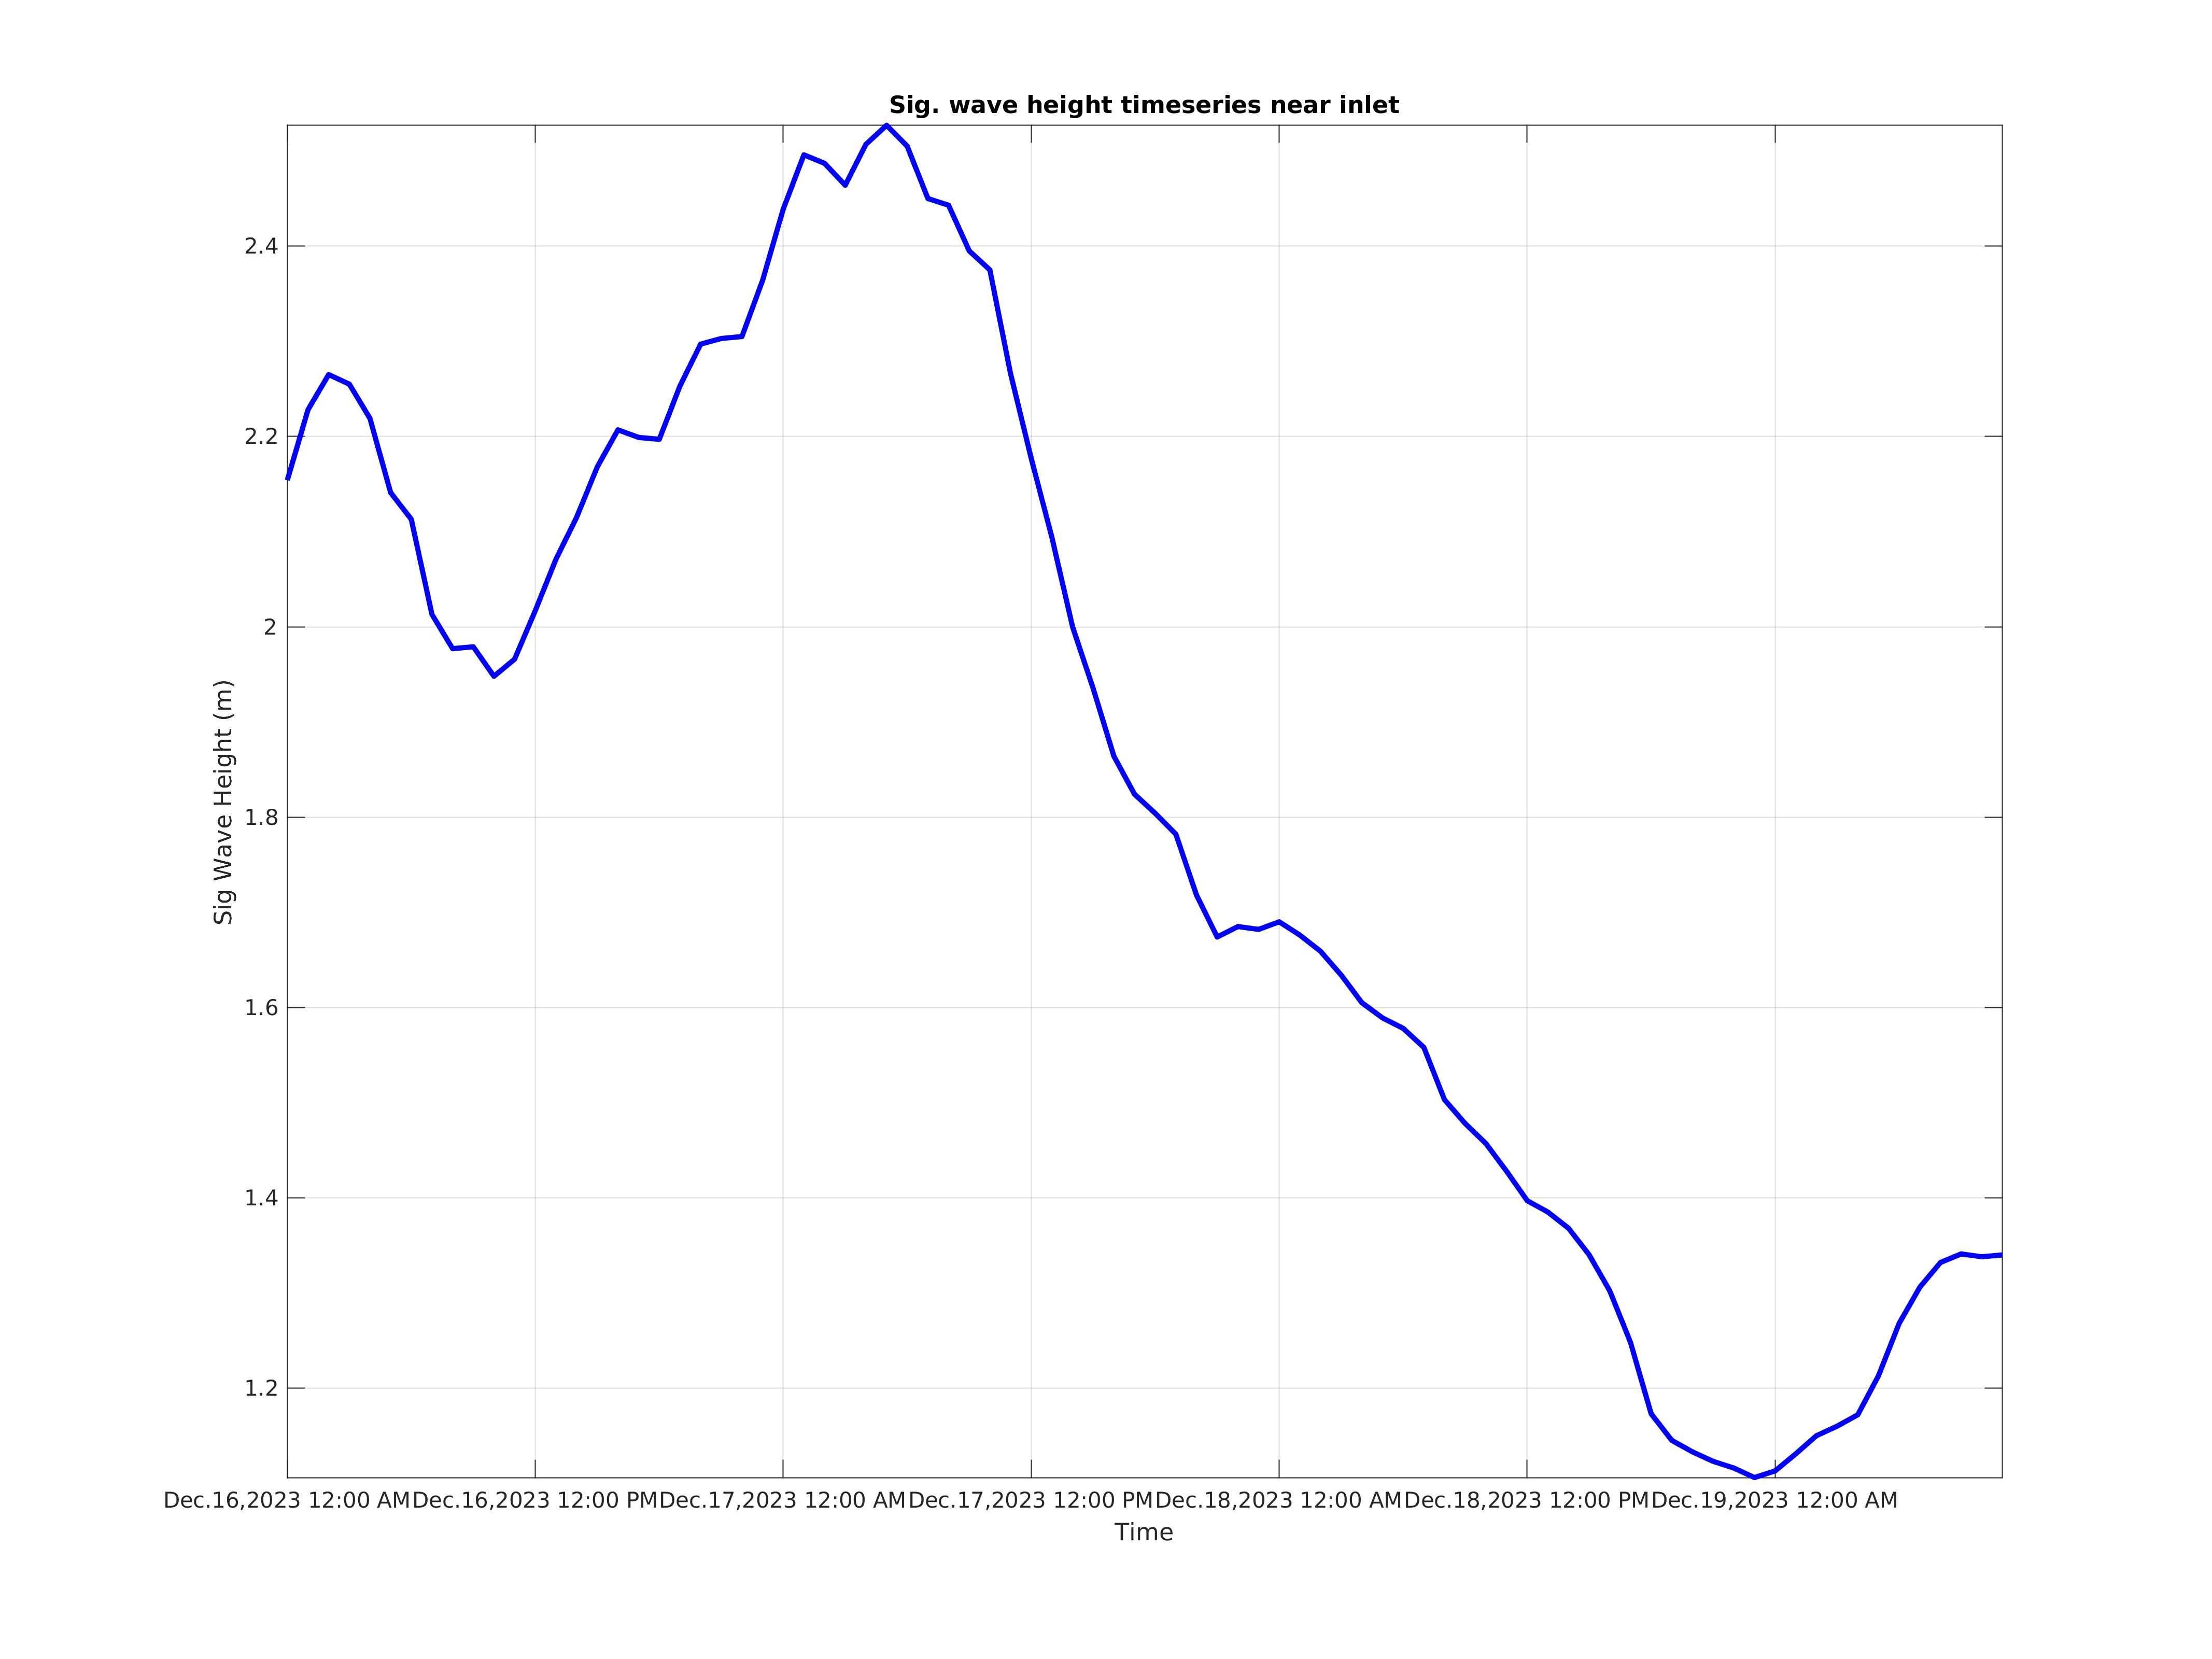 Sig. wave height timeseries near inlet
2.4
2.2
2
1.8
1.6
1.4
1.2
Sig Wave Height (m)
Dec.16,2023 12:00 AM Dec.16,2023 12:00 PM Dec.17,2023 12:00 AM Dec.17,2023 12:00 PM Dec.18,2023 12:00 AM Dec.18,2023 12:00 PM Dec.19,2023 12:00 AM
Time